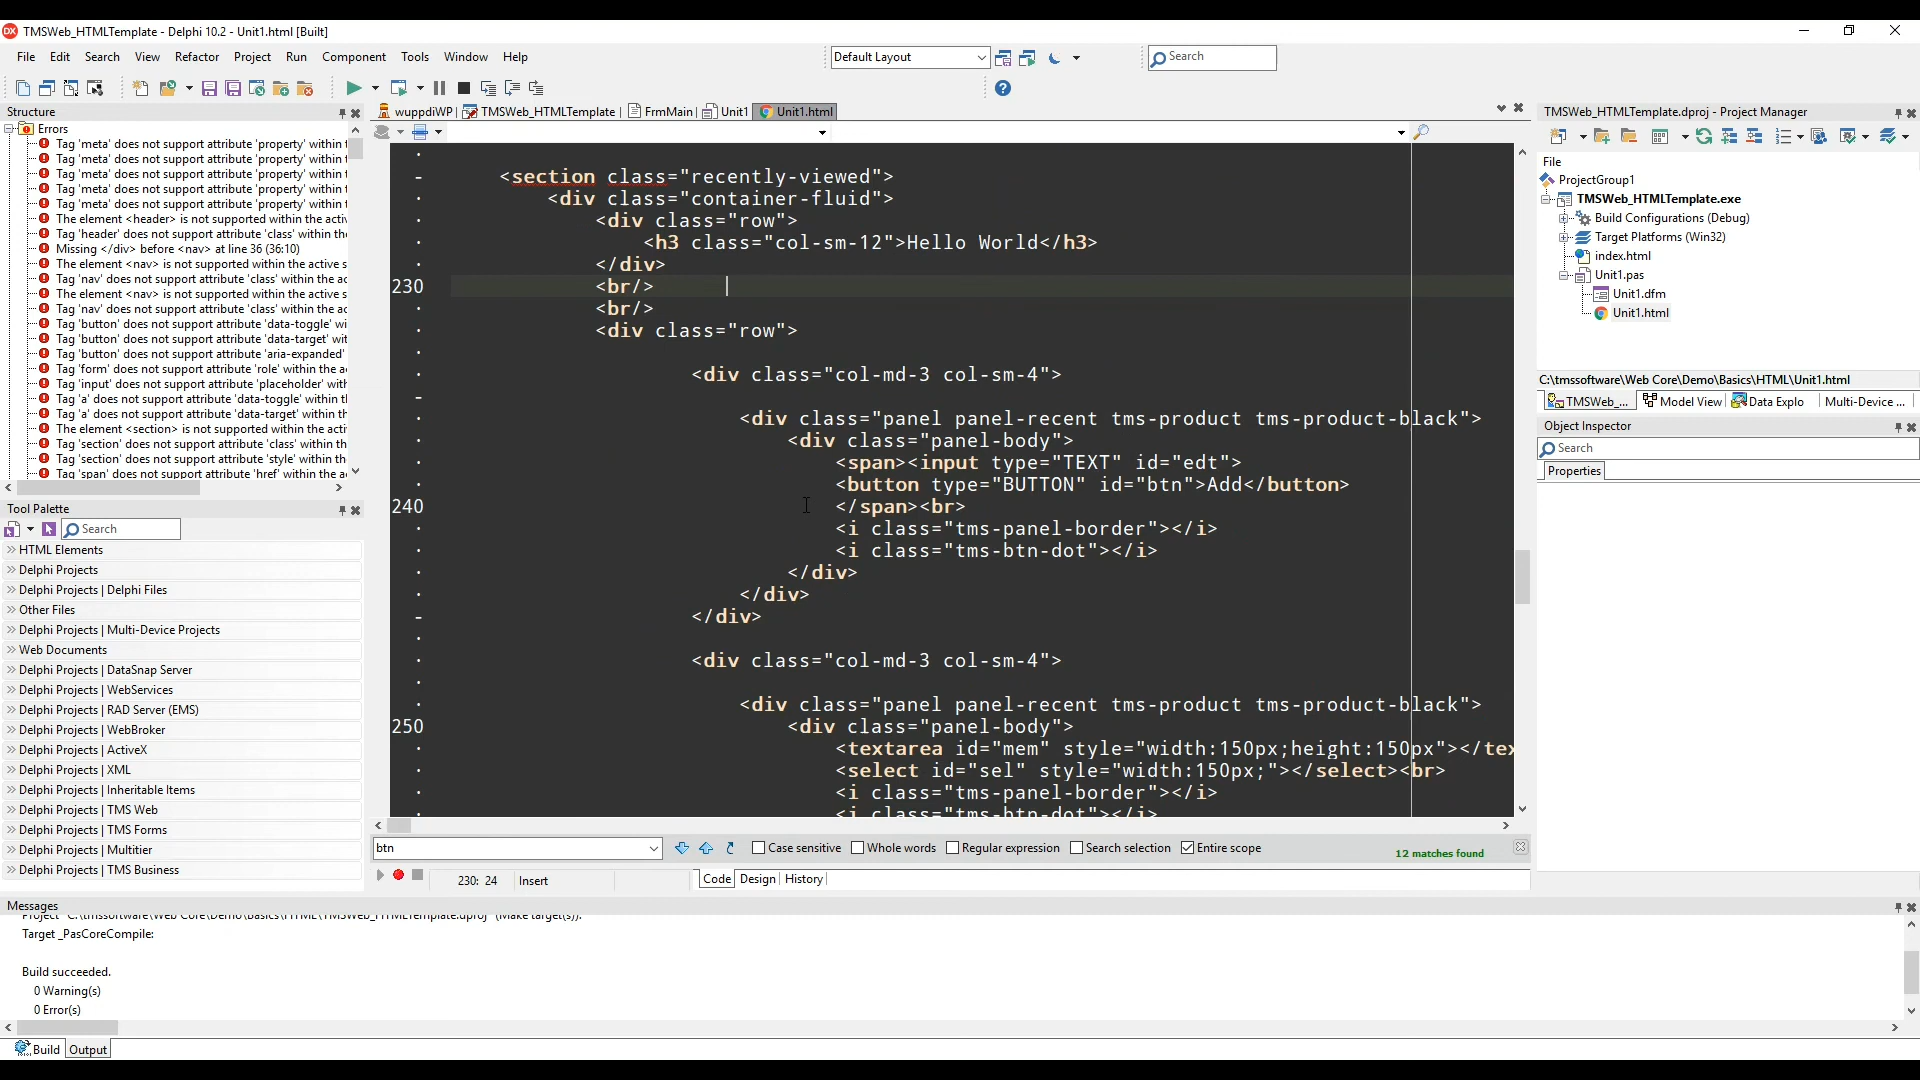 TMSWeb_HTMLTemplate - Delphi 10.2 - Unit1.html [Built]
File Edit Search View Refactor Project Run Component Tools Window Help
Default Layout
Search
Structure
Errors
Tag 'meta' does not support attribute 'property' within
Tag 'meta' does not support attribute 'property' within
Tag 'meta' does not support attribute 'property' within
Tag 'meta' does not support attribute 'property' within
Tag 'meta' does not support attribute 'property' within
The element <header> is not supported within the
Tag 'header' does not support attribute 'class' within
Missing </div> before <nav> at line 36 (36:10)
The element <nav> is not supported within the active
Tag 'nav' does not support attribute 'class' within the
The element <nav> is not supported within the active
Tag 'nav' does not support attribute 'class' within the
Tag 'button' does not support attribute 'data-toggle'
Tag 'button' does not support attribute 'data-target'
Tag 'button' does not support attribute 'aria-expanded'
Tag 'form' does not support attribute 'role' within the
Tag 'input' does not support attribute 'placeholder'
Tag 'a' does not support attribute 'data-toggle' within
Tag 'a' does not support attribute 'data-target' within
The element <section> is not supported within the
Tag 'section' does not support attribute 'class' within
Tag 'section' does not support attribute 'style' within
Tag 'span' does not support attribute 'href' within the
Tool Palette
Search
HTML Elements
Delphi Projects
Delphi Projects | Delphi Files
Other Files
Delphi Projects | Multi-Device Projects
Web Documents
Delphi Projects | DataSnap Server
Delphi Projects | WebServices
Delphi Projects | RAD Server (EMS)
Delphi Projects | WebBroker
Delphi Projects | ActiveX
Delphi Projects | XML
Delphi Projects | Inheritable Items
Delphi Projects | TMS Web
Delphi Projects | TMS Forms
Delphi Projects | Multitier
Delphi Projects | TMS Business
wuppdiWP TMSWeb_HTMLTemplate FrmMain Unit1 Unit1.html
<section class="recently-viewed">
<div class="container-fluid">
<div class="row">
<h3 class="col-sm-12">Hello World</h3>
</div>
230 <br/>
<br/>
<div class="row">
<div class="col-md-3 col-sm-4">
<div class="panel panel-recent tms-product tms-product-black">
<div class="panel-body">
<span><input type="TEXT" id="edt">
<button type="BUTTON" id="btn">Add</button>
240 </span><br>
<i class="tms-panel-border"></i>
<i class="tms-btn-dot"></i>
</div>
</div>
</div>
<div class="col-md-3 col-sm-4">
<div class="panel panel-recent tms-product tms-product-black">
250 <div class="panel-body">
<textarea id="mem" style="width:150px;height:150px"></tex
<select id="sel" style="width:150px;"></select><br>
<i class="tms-panel-border"></i>
<i class="tms-btn-dot"></i>
btn
Case sensitive Whole words Regular expression Search selection Entire scope
12 matches found
230: 24 Insert
Code Design History
TMSWeb_HTMLTemplate.dproj - Project Manager
File
ProjectGroup1
TMSWeb_HTMLTemplate.exe
Build Configurations (Debug)
Target Platforms (Win32)
index.html
Unit1.pas
Unit1.dfm
Unit1.html
C:\tmssoftware\Web Core\Demo\Basics\HTML\Unit1.html
TMSWeb_... Model View Data Explo Multi-Device ...
Object Inspector
Search
Properties
Messages
Project "C:\tmssoftware\Web Core\Demo\Basics\HTML\TMSWeb_HTMLTemplate.dproj" (Make target(s)):
Target _PasCoreCompile:
Build succeeded.
0 Warning(s)
0 Error(s)
Build Output